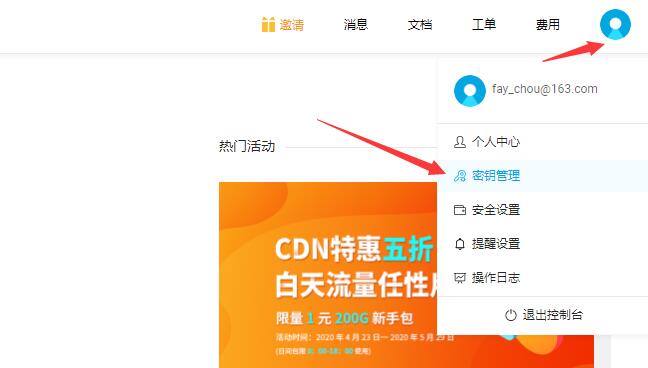 邀请 消息 文档 工单 费用
fay_chou@163.com
个人中心
密钥管理
安全设置
提醒设置
操作日志
退出控制台
热门活动
CDN特惠五折
白天流量任性用
限量 1 元 200G 新手包
活动时间：2020 年 4 月 23 日— 2020 年 5 月 29 日
(日间包限 8：00-18：00 使用)